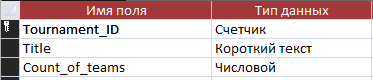 Имя поля Тип данных
Tournament_ID Счетчик
Title Короткий текст
Count_of_teams Числовой